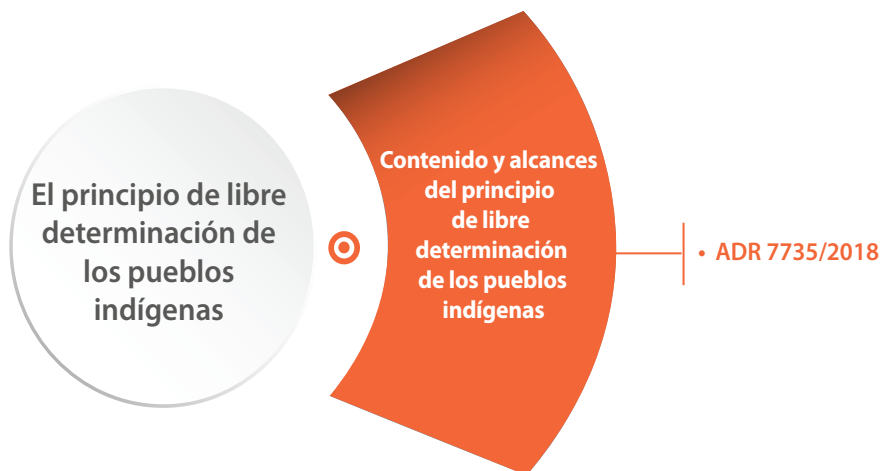 El principio de libre
determinación de
los pueblos
indígenas
Contenido y alcances
del principio
de libre
determinación
de los pueblos
indígenas
• ADR 7735/2018